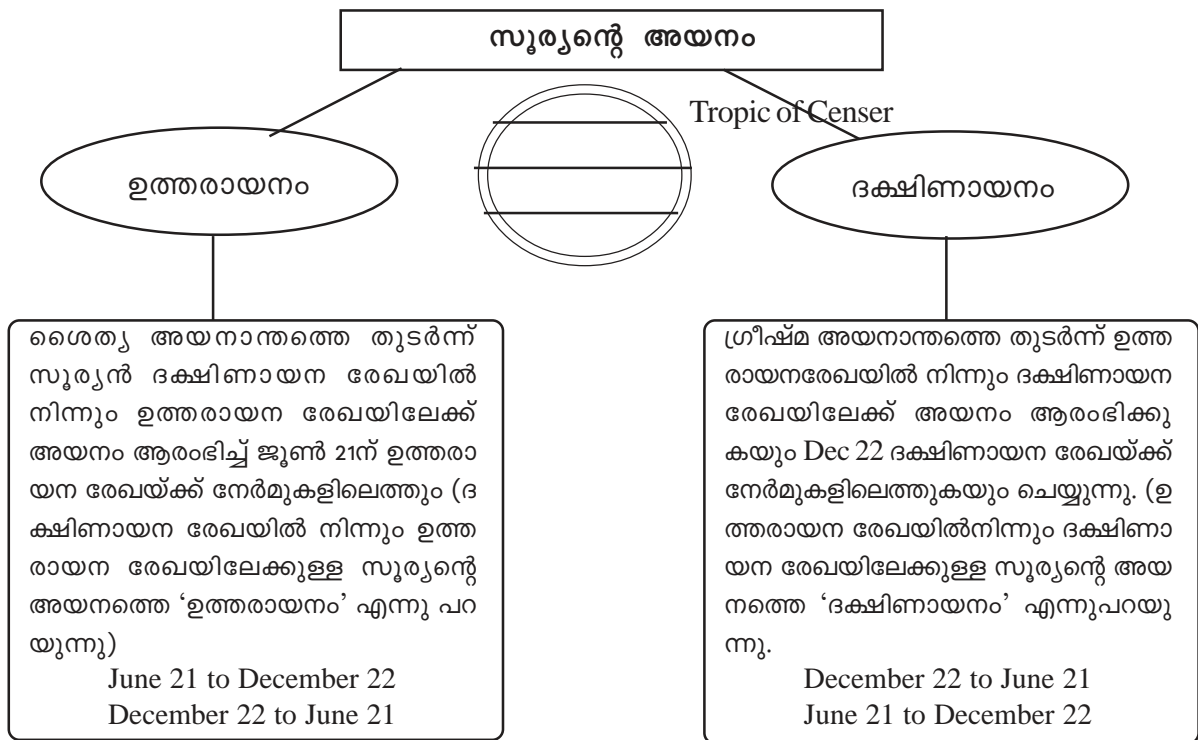 സൂര്യന്റെ അയനം
Tropic of Censer
ഉത്തരായനം
ദക്ഷിണായനം
ശൈത്യ അയനാന്തത്തെ തുടർന്ന്
സൂര്യൻ ദക്ഷിണായന രേഖയിൽ
നിന്നും ഉത്തരായന രേഖയിലേക്ക്
അയനം ആരംഭിച്ച് ജൂൺ 21ന് ഉത്തരാ
യന രേഖയ്ക്ക് നേർമുകളിലെത്തും (ദ
ക്ഷിണായന രേഖയിൽ നിന്നും ഉത്ത
രായന രേഖയിലേക്കുള്ള സൂര്യന്റെ
അയനത്തെ ‘ഉത്തരായനം’ എന്നു പറ
യുന്നു)
June 21 to December 22
December 22 to June 21
ഗ്രീഷ്മ അയനാന്തത്തെ തുടർന്ന് ഉത്ത
രായനരേഖയിൽ നിന്നും ദക്ഷിണായന
രേഖയിലേക്ക് അയനം ആരംഭിക്കു
കയും Dec 22 ദക്ഷിണായന രേഖയ്ക്ക്
നേർമുകളിലെത്തുകയും ചെയ്യുന്നു. (ഉ
ത്തരായന രേഖയിൽനിന്നും ദക്ഷിണാ
യന രേഖയിലേക്കുള്ള സൂര്യന്റെ അയ
നത്തെ ‘ദക്ഷിണായനം’ എന്നുപറയു
ന്നു.
December 22 to June 21
June 21 to December 22